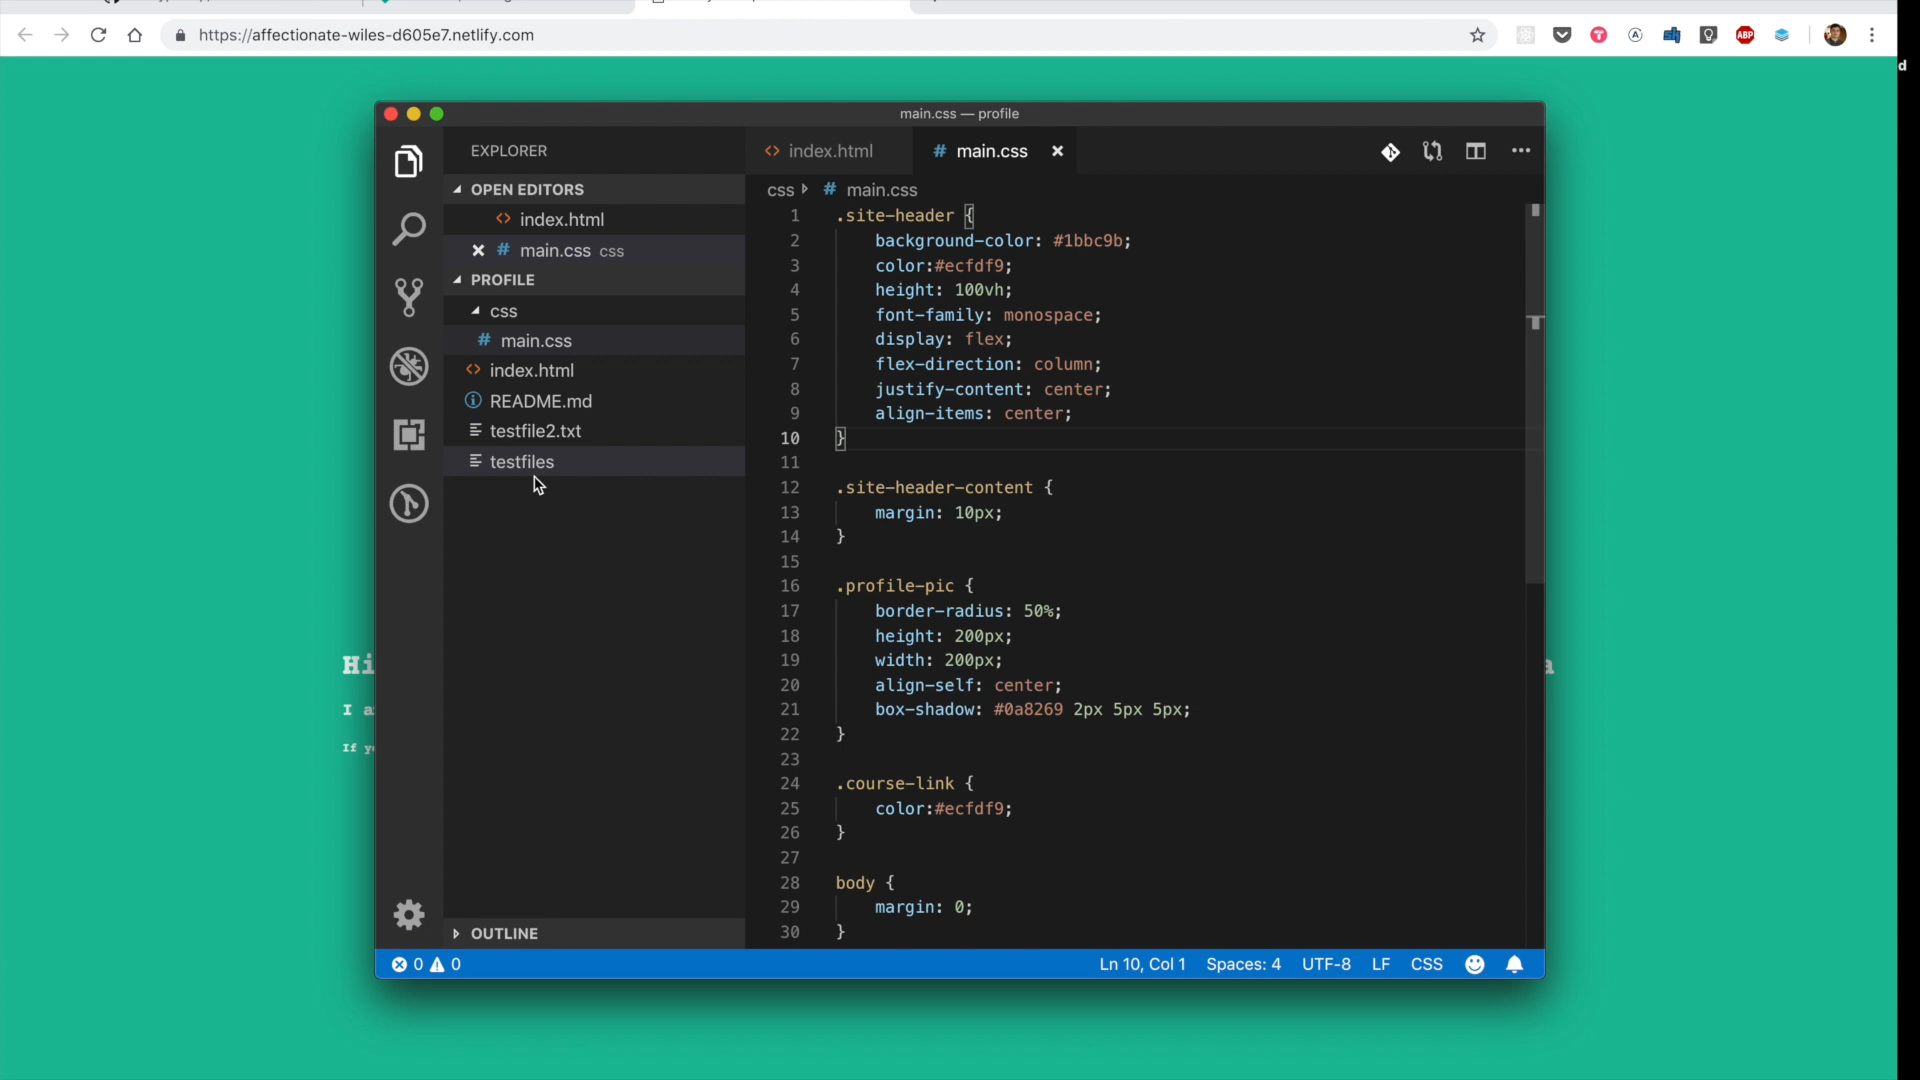 https://affectionate-wiles-d605e7.netlify.com
ABP
d
main.css — profile
EXPLORER
index.html
main.css
OPEN EDITORS
index.html
main.css css
PROFILE
css
main.css
index.html
README.md
testfile2.txt
testfiles
OUTLINE
css main.css
1 .site-header {
2 background-color: #1bbc9b;
3 color:#ecfdf9;
4 height: 100vh;
5 font-family: monospace;
6 display: flex;
7 flex-direction: column;
8 justify-content: center;
9 align-items: center;
10 }
11
12 .site-header-content {
13 margin: 10px;
14 }
15
16 .profile-pic {
17 border-radius: 50%;
18 height: 200px;
19 width: 200px;
20 align-self: center;
21 box-shadow: #0a8269 2px 5px 5px;
22 }
23
24 .course-link {
25 color:#ecfdf9;
26 }
27
28 body {
29 margin: 0;
30 }
Hi
I a
If y
0 0
Ln 10, Col 1 Spaces: 4 UTF-8 LF CSS